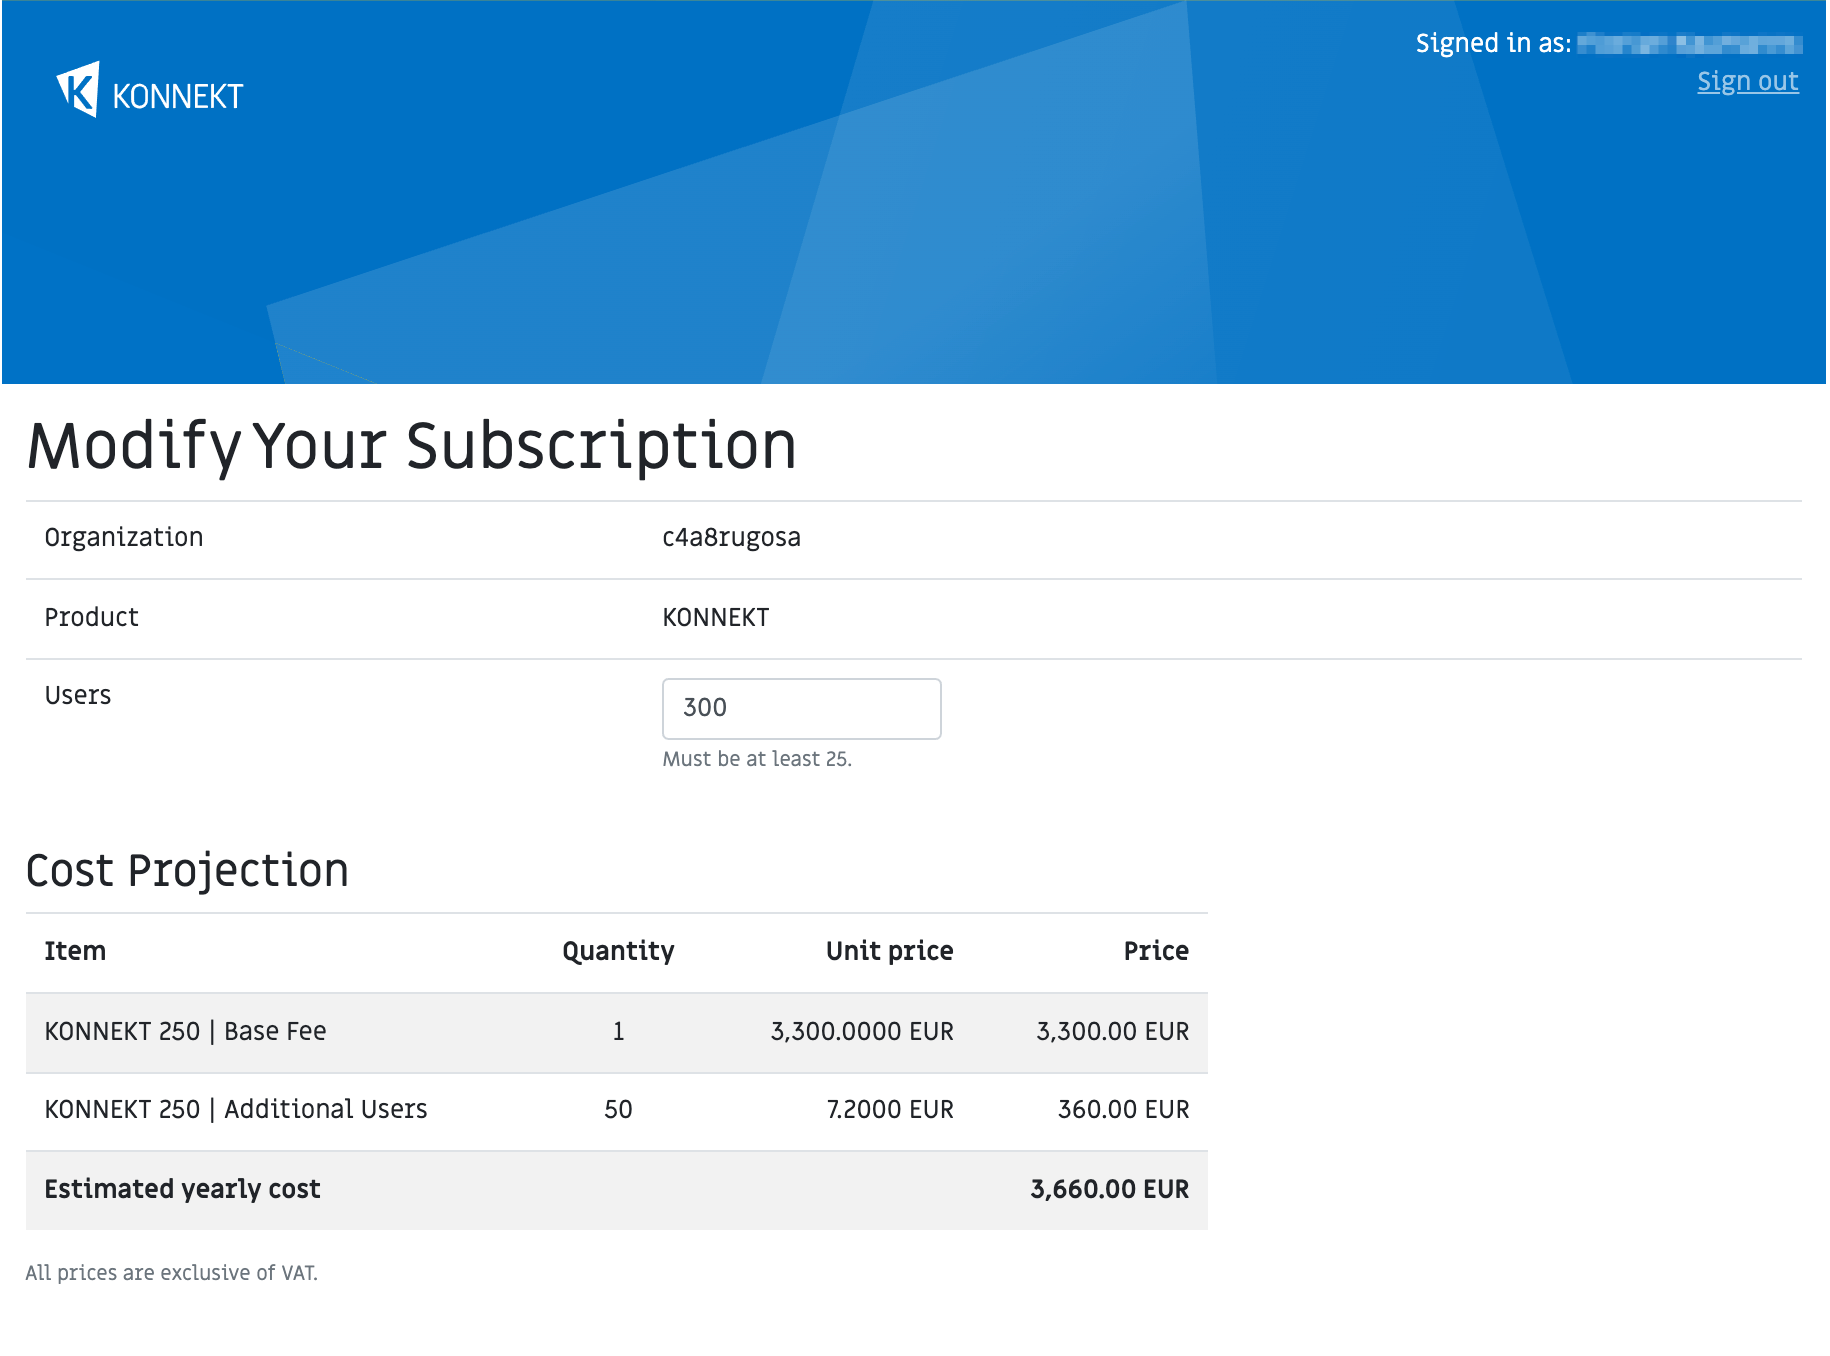 Signed in as:
Sign out
KONNEKT
Modify Your Subscription
Organization c4a8rugosa
Product KONNEKT
Users 300
Must be at least 25.
Cost Projection
Item Quantity Unit price Price
KONNEKT 250 | Base Fee 1 3,300.0000 EUR 3,300.00 EUR
KONNEKT 250 | Additional Users 50 7.2000 EUR 360.00 EUR
Estimated yearly cost 3,660.00 EUR
All prices are exclusive of VAT.